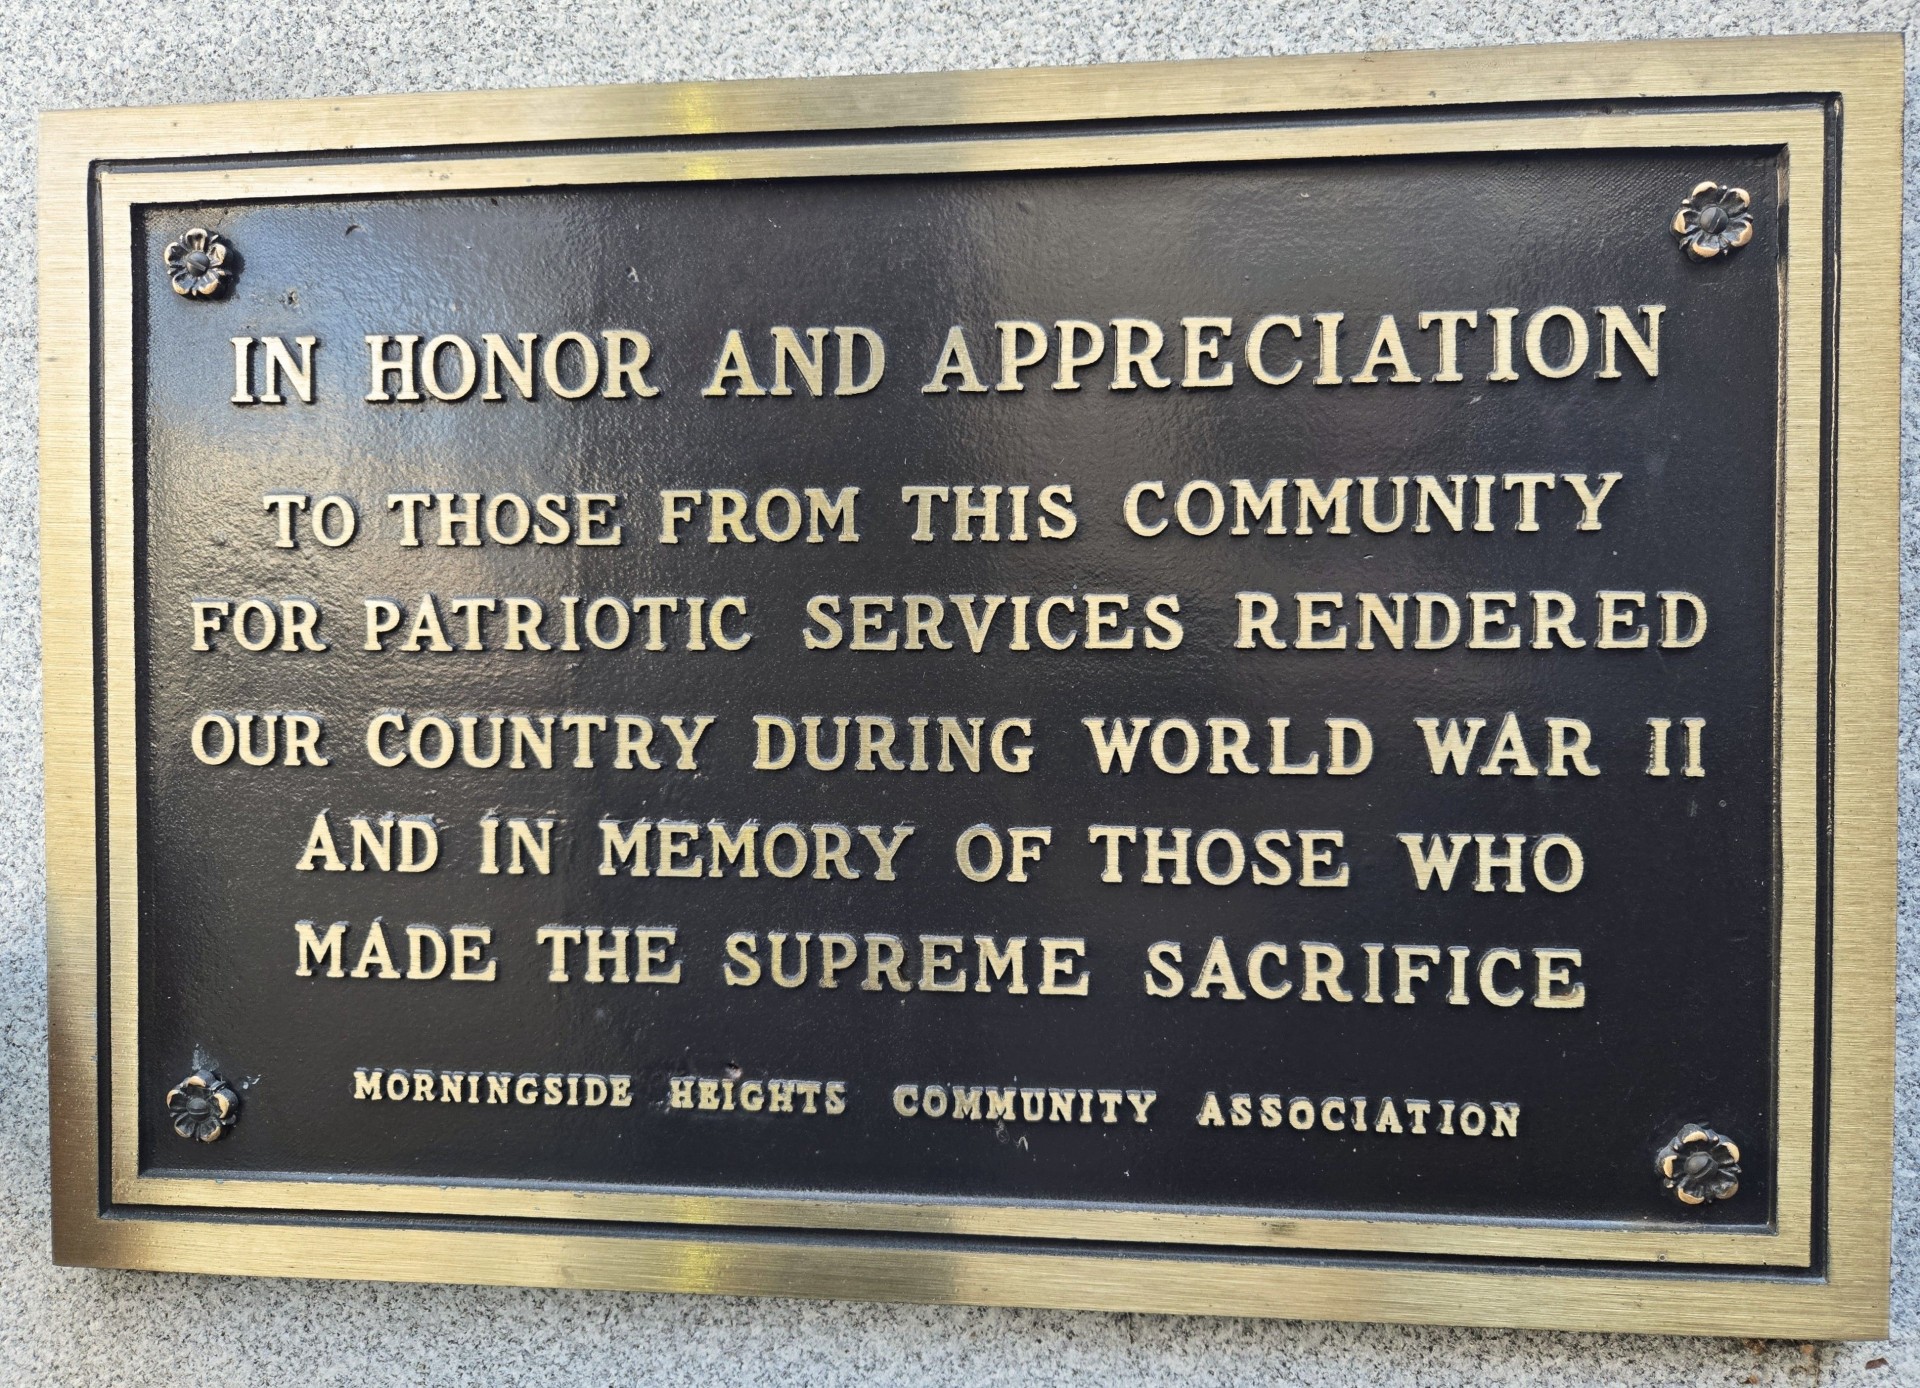 IN HONOR AND APPRECIATION
TO THOSE FROM THIS COMMUNITY
FOR PATRIOTIC SERVICES RENDERED
OUR COUNTRY DURING WORLD WAR II
AND IN MEMORY OF THOSE WHO
MADE THE SUPREME SACRIFICE
MORNINGSIDE HEIGHTS COMMUNITY ASSOCIATION